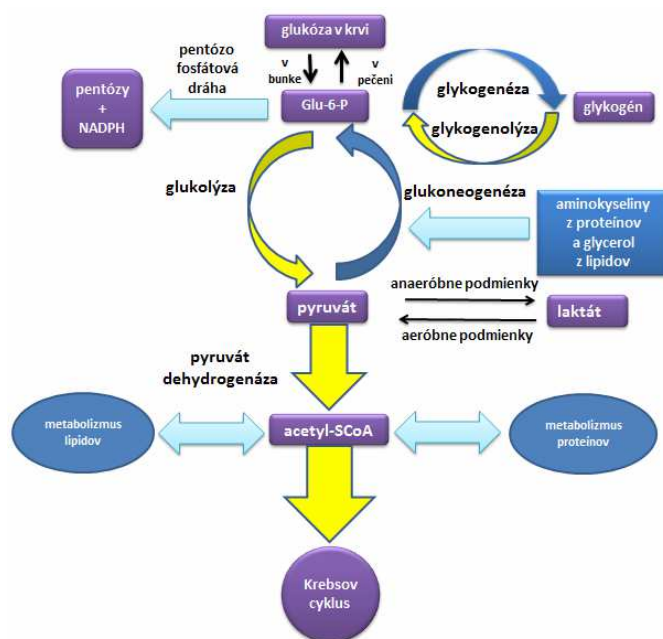 glukóza v krvi
v
bunke
v
pečeni
pentózo
fosfátová
dráha
pentózy
+
NADPH
Glu-6-P
glykogenéza
glykogenolýza
glykogén
glukolýza
glukoneogenéza
aminokyseliny
z proteínov
a glycerol
z lipidov
pyruvát
anaeróbne podmienky
aeróbne podmienky
laktát
pyruvát
dehydrogenáza
metabolizmus
lipidov
acetyl-SCoA
metabolizmus
proteínov
Krebsov
cyklus